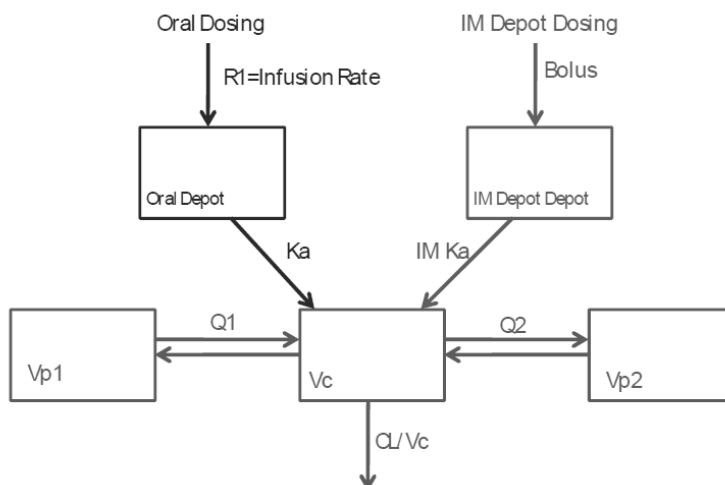 Oral Dosing
IM Depot Dosing
R1=Infusion Rate
Bolus
Oral Depot
IM Depot Depot
Ka
IM Ka
Q1
Q2
Vp1
Vc
Vp2
CL/Vc